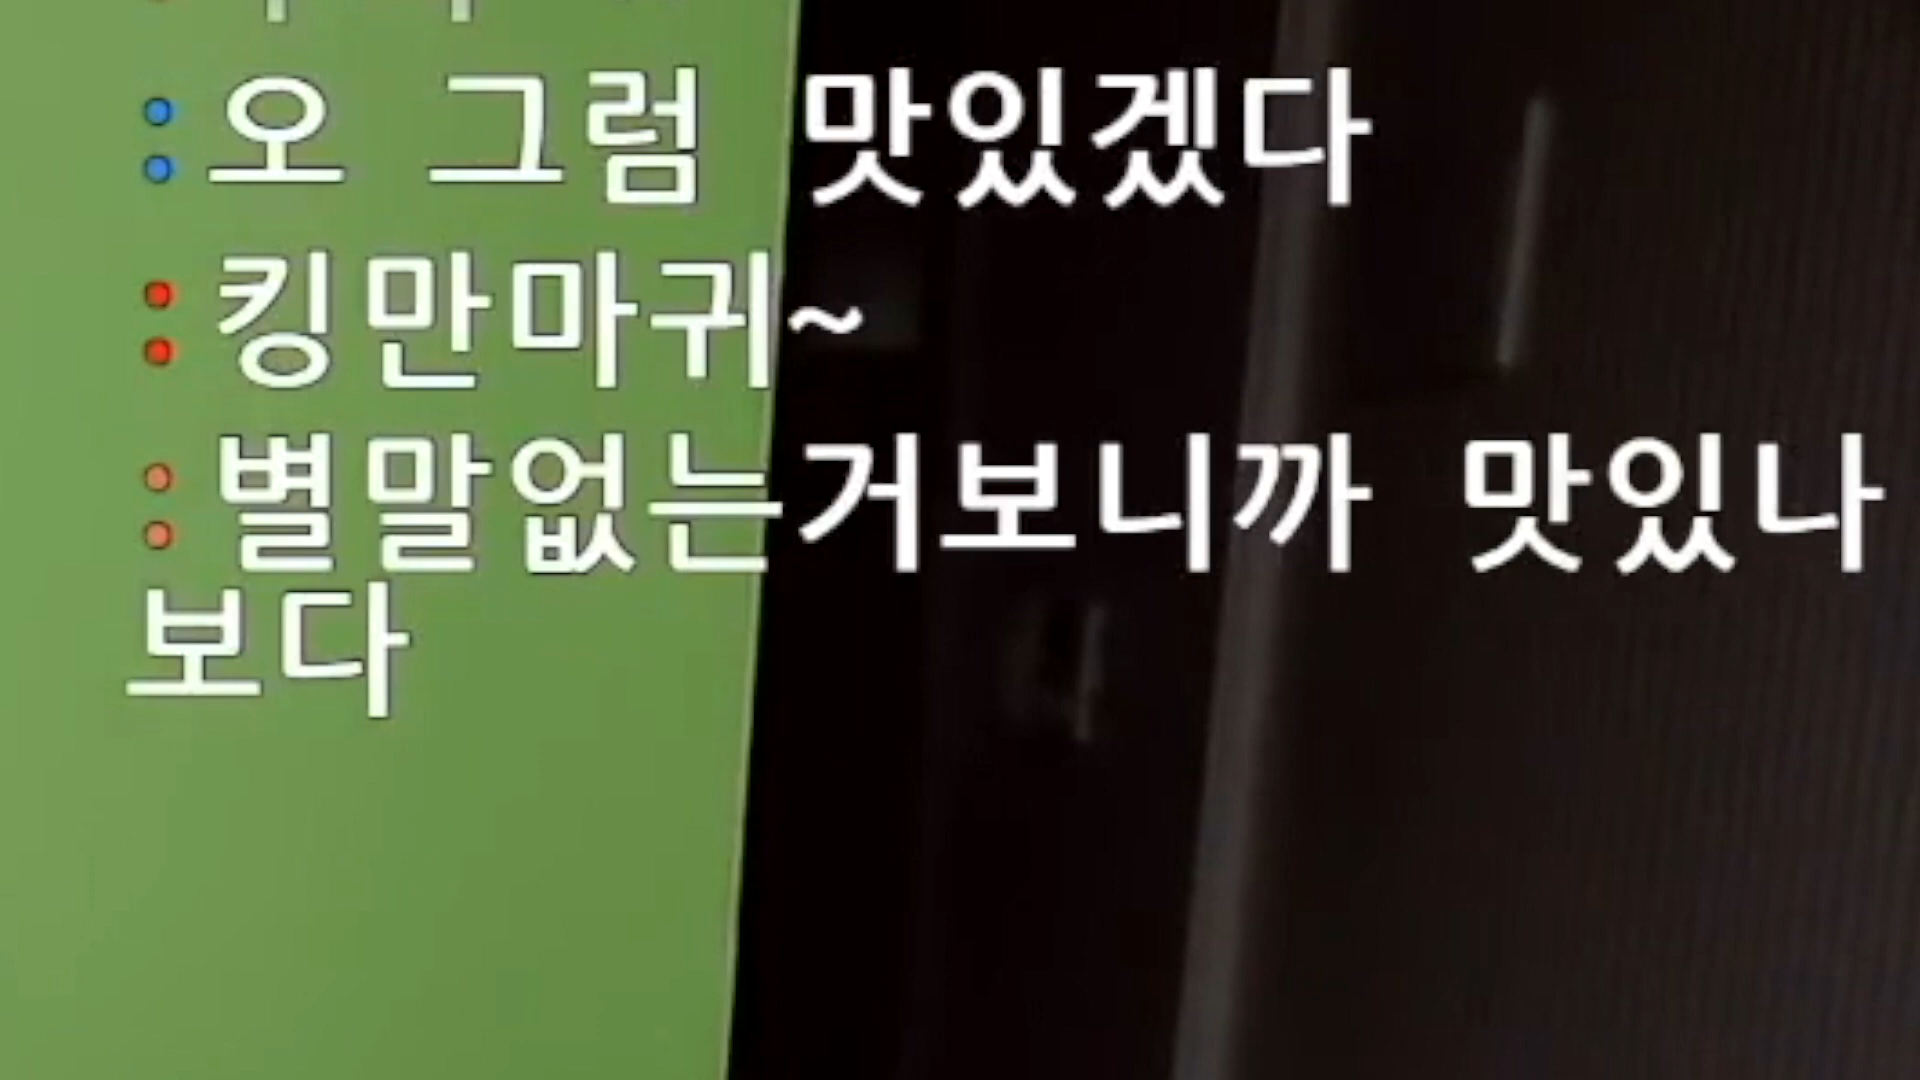 : 오 그럼 맛있겠다
: 킹만마귀~
: 별말없는거보니까 맛있나
보다